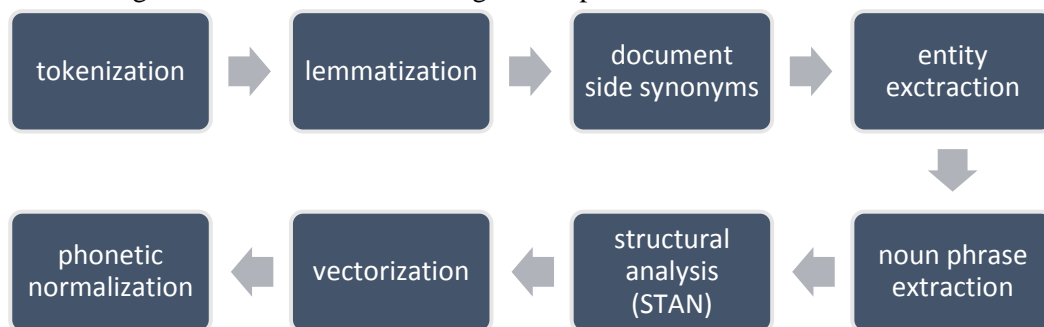 tokenization
lemmatization
document
side synonyms
entity
exctraction
noun phrase
extraction
structural
analysis
(STAN)
vectorization
phonetic
normalization